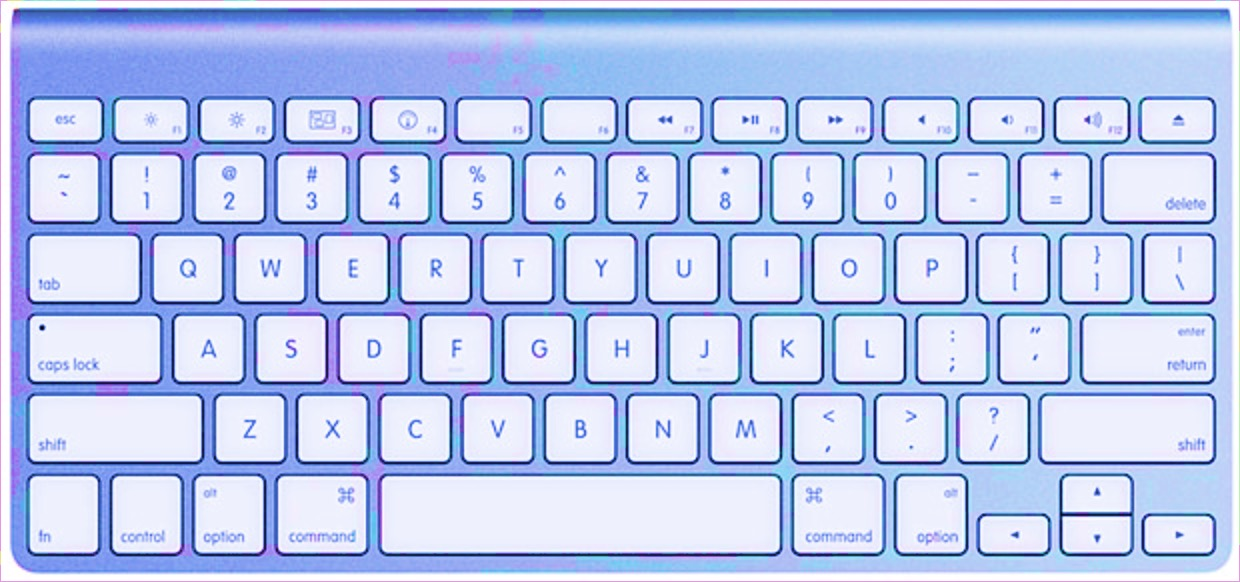 esc F1 F2 F3 F4 F5 F6 F7 F8 F9 F10 F11 F12
~ ! @ # $ % ^ & * ( ) – +
` 1 2 3 4 5 6 7 8 9 0 - = delete
tab Q W E R T Y U I O P { [ } ] | \
caps lock A S D F G H J K L : ; " ' enter return
shift Z X C V B N M < , > . ? / shift
fn control alt option ⌘ command ⌘ command alt option